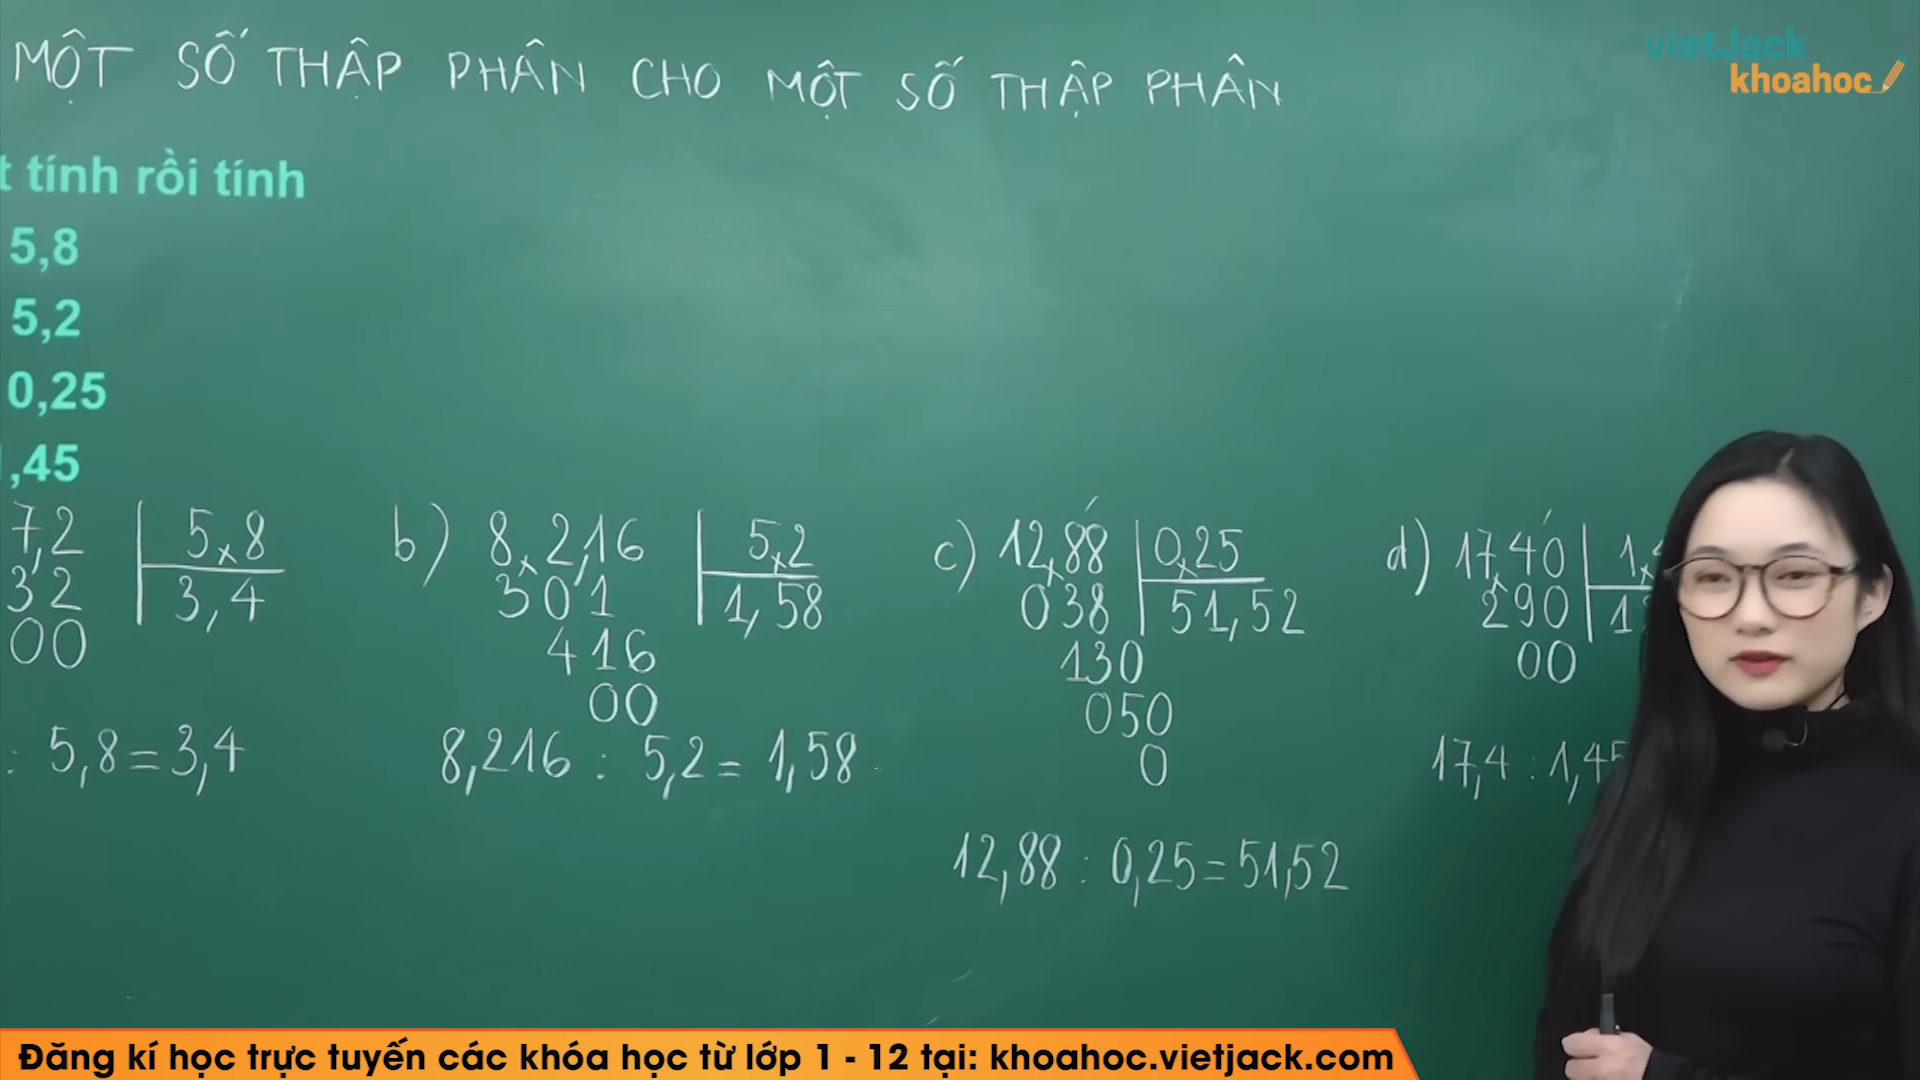 MỘT SỐ THẬP PHÂN CHO MỘT SỐ THẬP PHÂN
vietJack
khoahoc
t tính rồi tính
5,8
5,2
0,25
,45
7,2 5,8
32 3,4
00
: 5,8 = 3,4
b) 8,2,16 5,2
301 1,58
416
00
8,216 : 5,2 = 1,58
c) 12,88 0,25
038 51,52
130
050
0
12,88 : 0,25 = 51,52
d) 17,40 1,
290 1
00
17,4 : 1,45
Đăng kí học trực tuyến các khóa học từ lớp 1 - 12 tại: khoahoc.vietjack.com